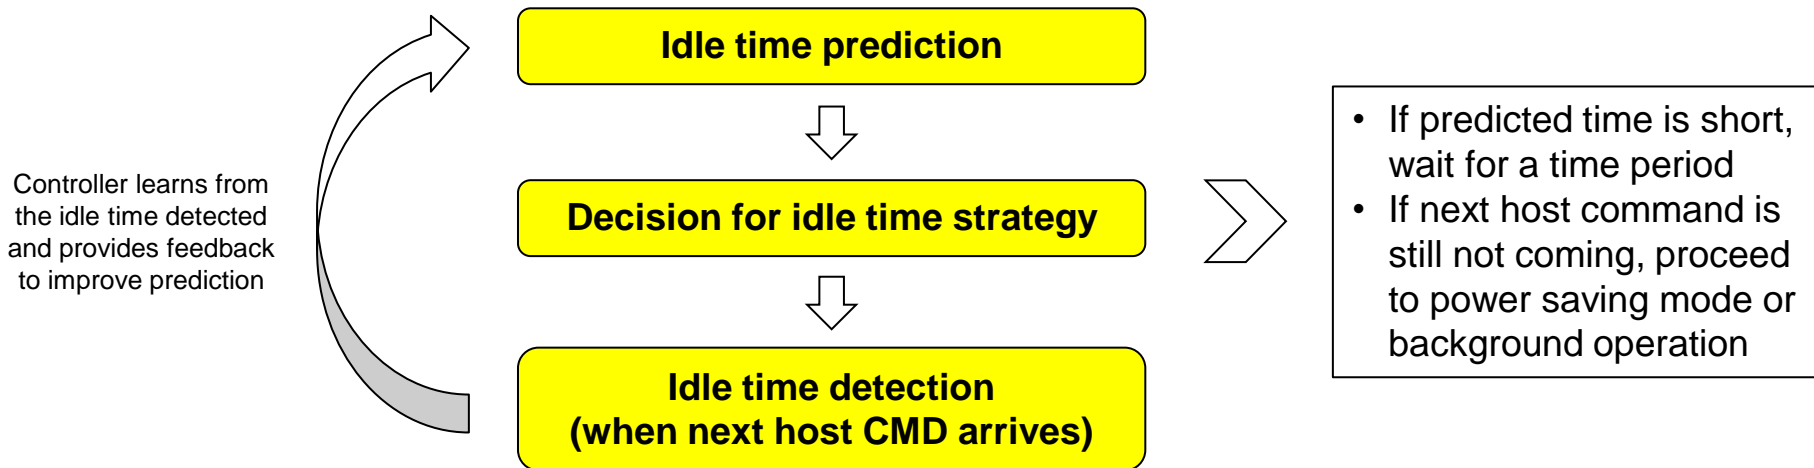 Idle time prediction
Controller learns from
the idle time detected
and provides feedback
to improve prediction
Decision for idle time strategy
• If predicted time is short,
wait for a time period
• If next host command is
still not coming, proceed
to power saving mode or
background operation
Idle time detection
(when next host CMD arrives)